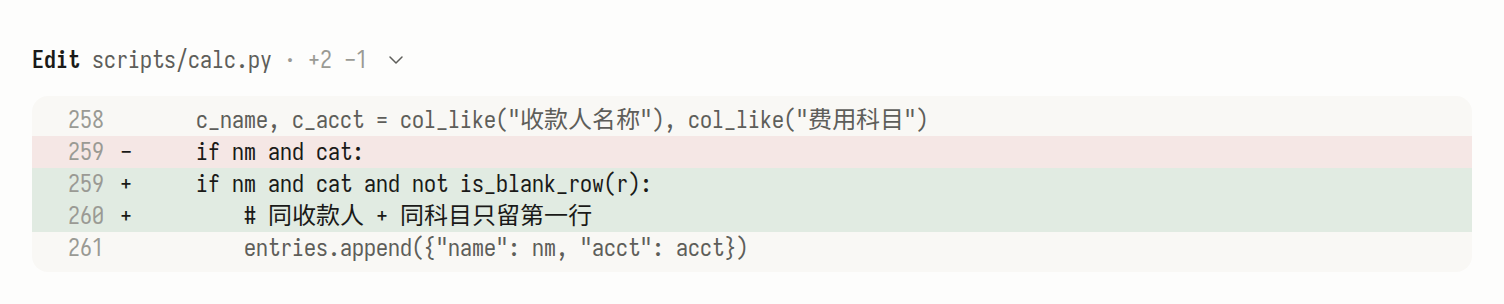 Edit scripts/calc.py · +2 -1
258 c_name, c_acct = col_like("收款人名称"), col_like("费用科目")
259 - if nm and cat:
259 + if nm and cat and not is_blank_row(r):
260 + # 同收款人 + 同科目只留第一行
261 entries.append({"name": nm, "acct": acct})